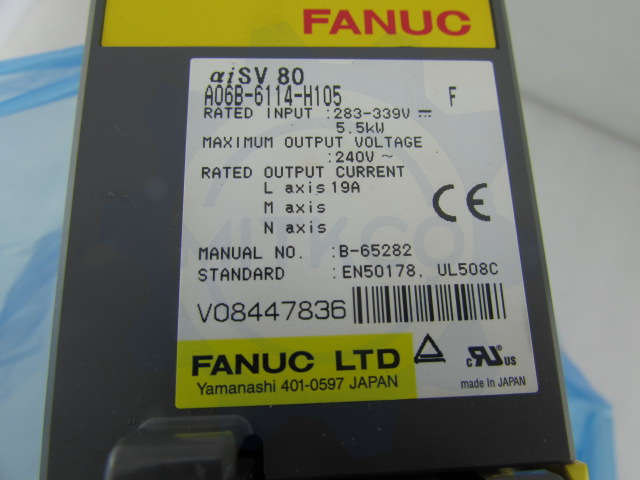 FANUC
αiSV 80
A06B-6114-H105 F
RATED INPUT :283-339V ⎓
5.5kW
MAXIMUM OUTPUT VOLTAGE
:240V ~
RATED OUTPUT CURRENT
L axis 19A
M axis
N axis
CE
MANUAL NO. :B-65282
STANDARD :EN50178, UL508C
V08447836
FANUC LTD
Yamanashi 401-0597 JAPAN
c RU US
made in JAPAN